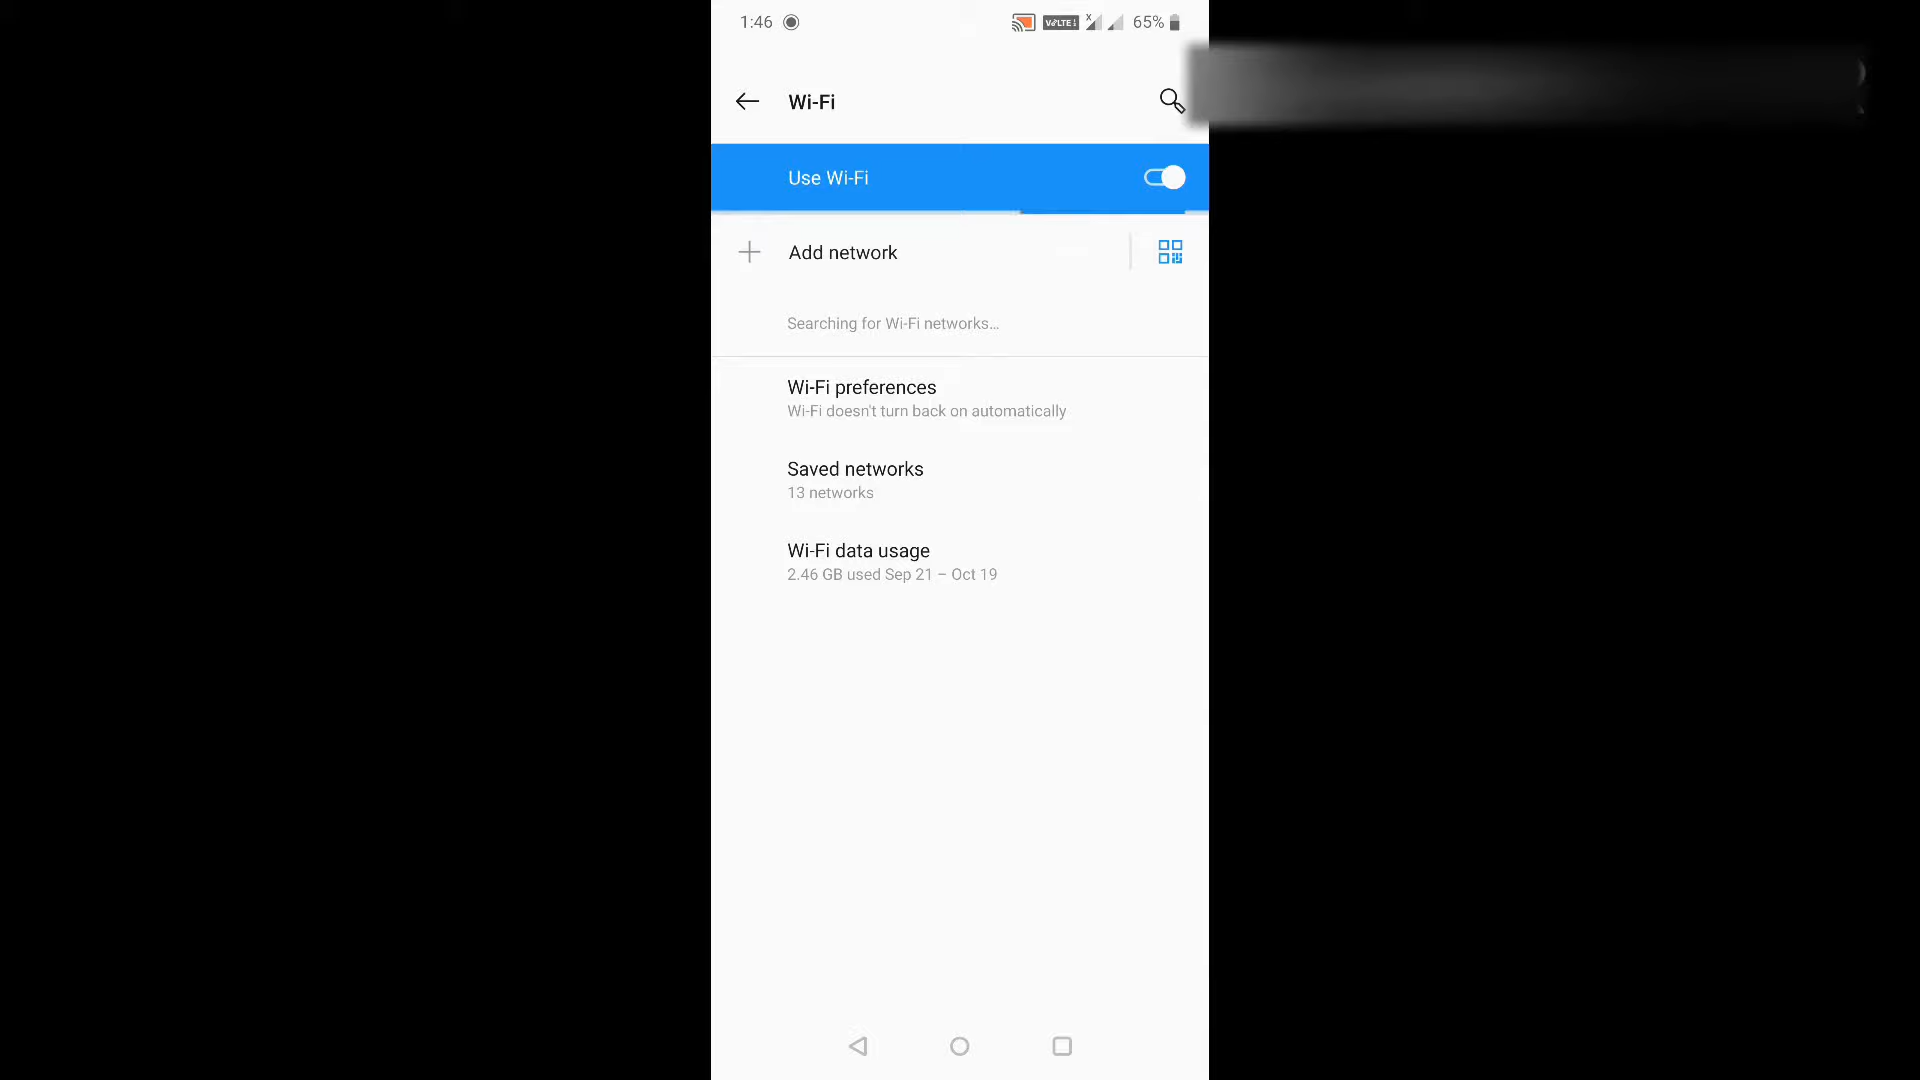 1:46 VoLTE 65%
Wi-Fi
Use Wi-Fi
Add network
Searching for Wi-Fi networks…
Wi-Fi preferences
Wi-Fi doesn't turn back on automatically
Saved networks
13 networks
Wi-Fi data usage
2.46 GB used Sep 21 – Oct 19